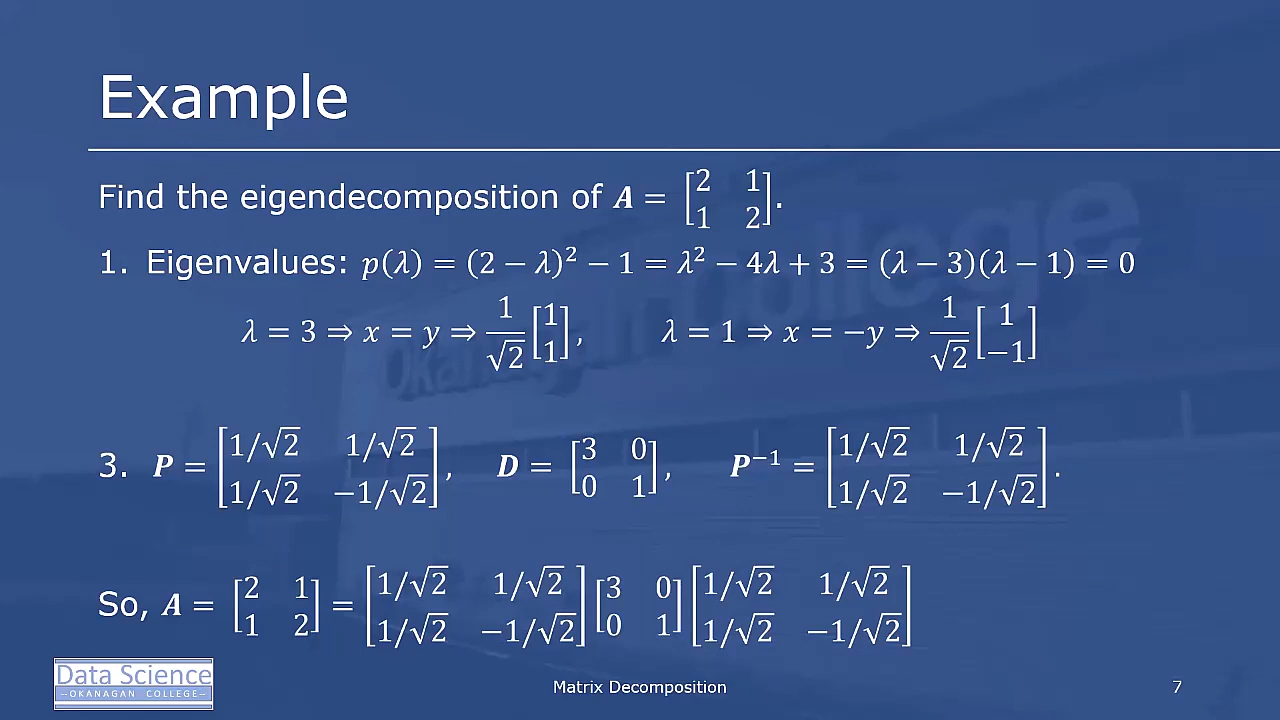 Example
Find the eigendecomposition of A = [2 1; 1 2].
1. Eigenvalues: p(λ) = (2 − λ)² − 1 = λ² − 4λ + 3 = (λ − 3)(λ − 1) = 0
λ = 3 ⇒ x = y ⇒ 1/√2 [1; 1], λ = 1 ⇒ x = −y ⇒ 1/√2 [1; −1]
3. P = [1/√2 1/√2; 1/√2 −1/√2], D = [3 0; 0 1], P⁻¹ = [1/√2 1/√2; 1/√2 −1/√2].
So, A = [2 1; 1 2] = [1/√2 1/√2; 1/√2 −1/√2] [3 0; 0 1] [1/√2 1/√2; 1/√2 −1/√2]
Okanagan College
Data Science
OKANAGAN COLLEGE
Matrix Decomposition
7